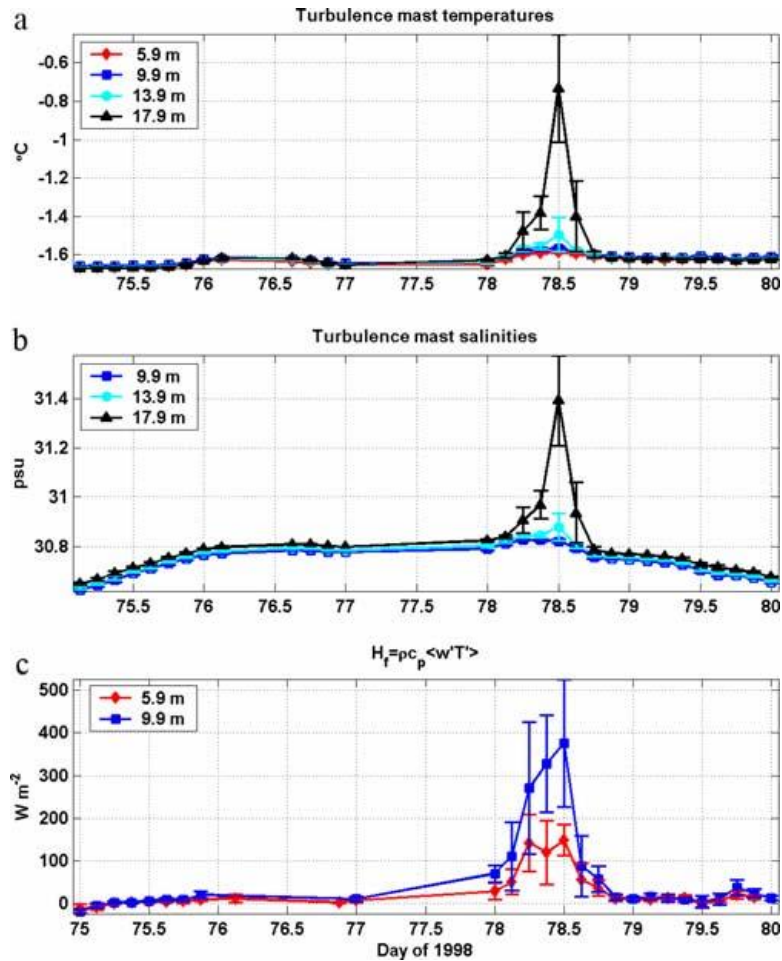 a
Turbulence mast temperatures
5.9 m
9.9 m
13.9 m
17.9 m
-0.6
-0.8
-1
-1.2
-1.4
-1.6
ºC
75.5 76 76.5 77 77.5 78 78.5 79 79.5 80
b
Turbulence mast salinities
9.9 m
13.9 m
17.9 m
31.4
31.2
31
30.8
psu
75.5 76 76.5 77 77.5 78 78.5 79 79.5 80
c
H_f=ρc_p<w'T'>
5.9 m
9.9 m
500
400
300
200
100
0
W m⁻²
75 75.5 76 76.5 77 77.5 78 78.5 79 79.5 80
Day of 1998